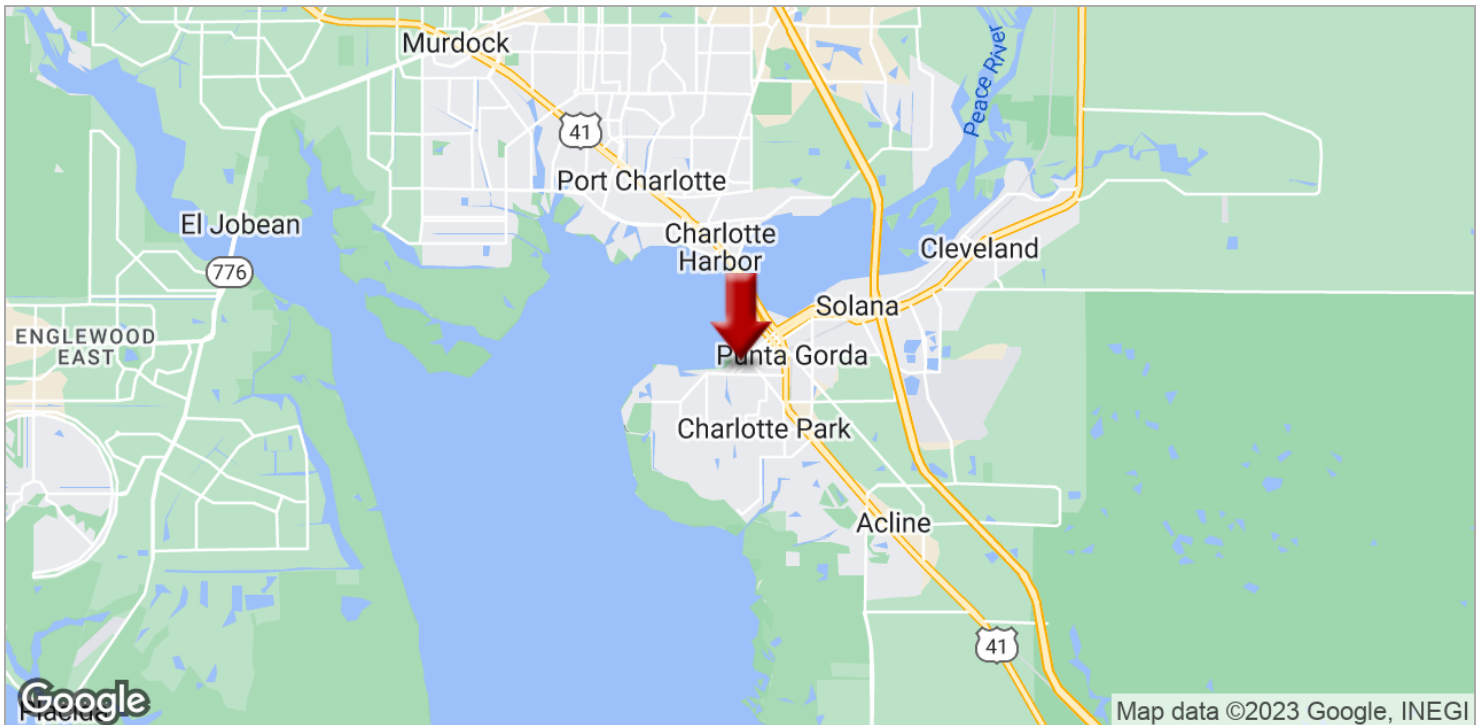 Murdock
41
Peace River
Port Charlotte
El Jobean
Charlotte
Harbor
Cleveland
776
Solana
ENGLEWOOD
EAST
Punta Gorda
Charlotte Park
Acline
41
Google
Placida
Map data ©2023 Google, INEGI